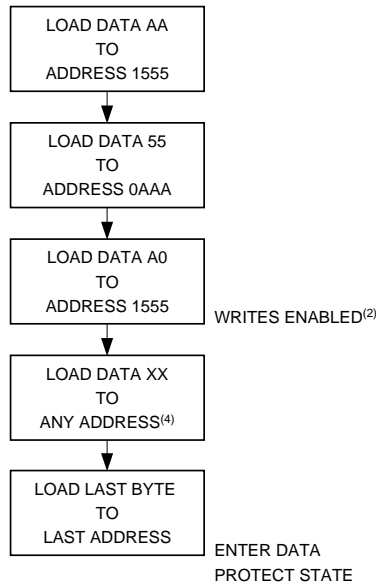 LOAD DATA AA
TO
ADDRESS 1555
LOAD DATA 55
TO
ADDRESS 0AAA
LOAD DATA A0
TO
ADDRESS 1555
WRITES ENABLED(2)
LOAD DATA XX
TO
ANY ADDRESS(4)
LOAD LAST BYTE
TO
LAST ADDRESS
ENTER DATA
PROTECT STATE